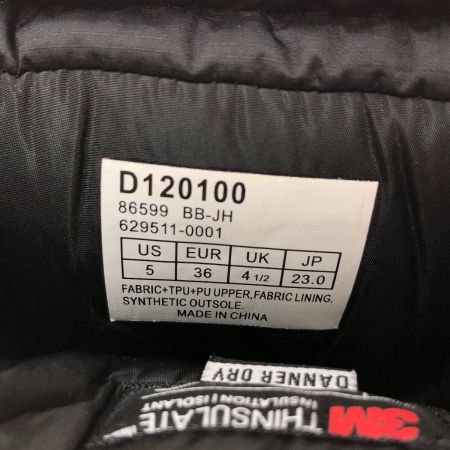 D120100
86599 BB-JH
629511-0001
US EUR UK JP
5 36 4 1/2 23.0
FABRIC+TPU+PU UPPER,FABRIC LINING,
SYNTHETIC OUTSOLE.
MADE IN CHINA
DANNER DRY
3M THINSULATE
INSULATION | ISOLANT